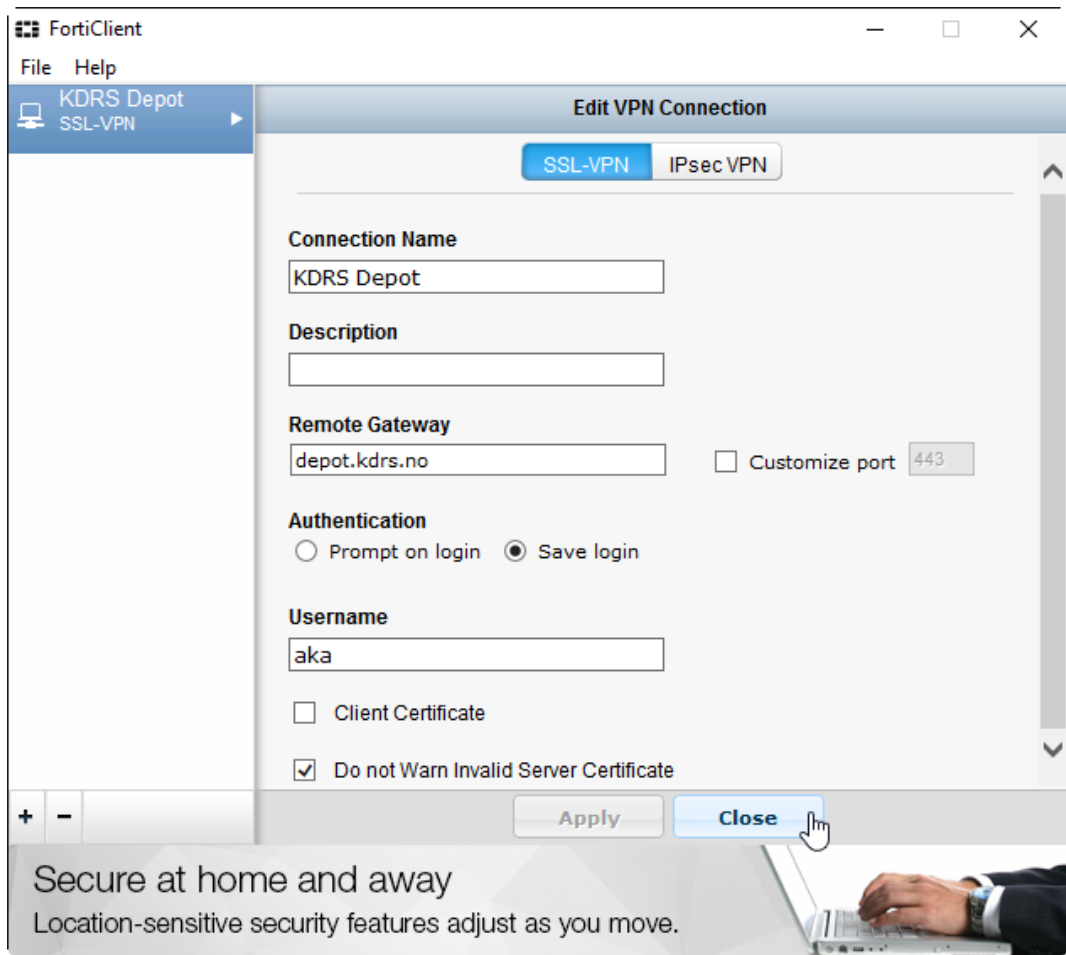 FortiClient
File Help
KDRS Depot
SSL-VPN
Edit VPN Connection
SSL-VPN IPsec VPN
Connection Name
KDRS Depot
Description
Remote Gateway
depot.kdrs.no Customize port 443
Authentication
Prompt on login Save login
Username
aka
Client Certificate
Do not Warn Invalid Server Certificate
+ −
Apply Close
Secure at home and away
Location-sensitive security features adjust as you move.